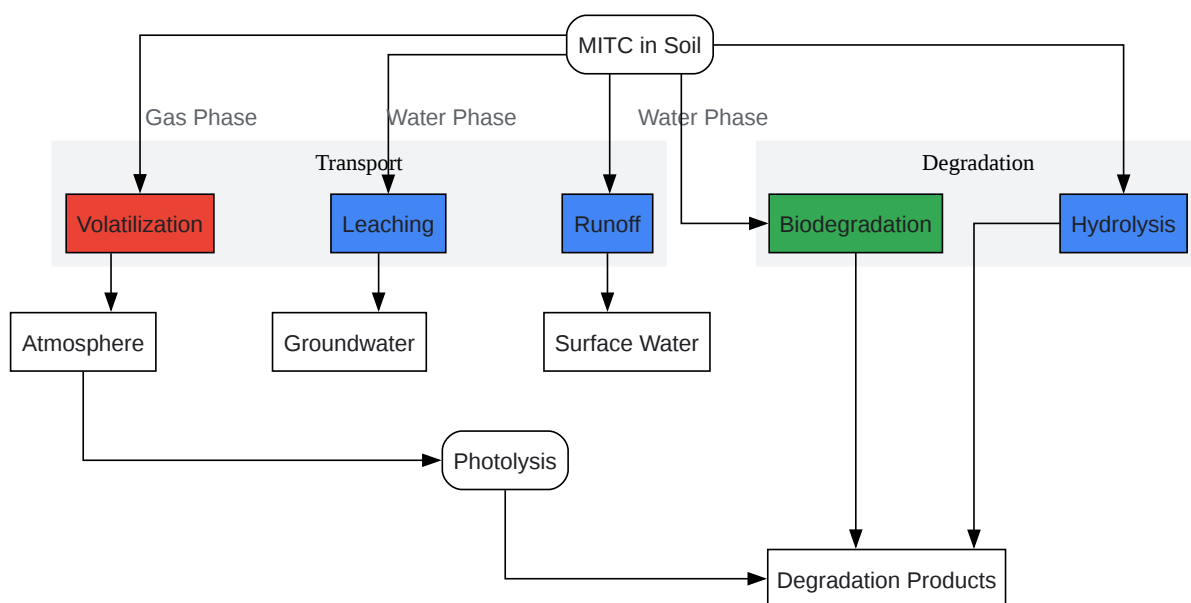 MITC in Soil
Gas Phase
Water Phase
Water Phase
Transport
Degradation
Volatilization
Leaching
Runoff
Biodegradation
Hydrolysis
Atmosphere
Groundwater
Surface Water
Photolysis
Degradation Products